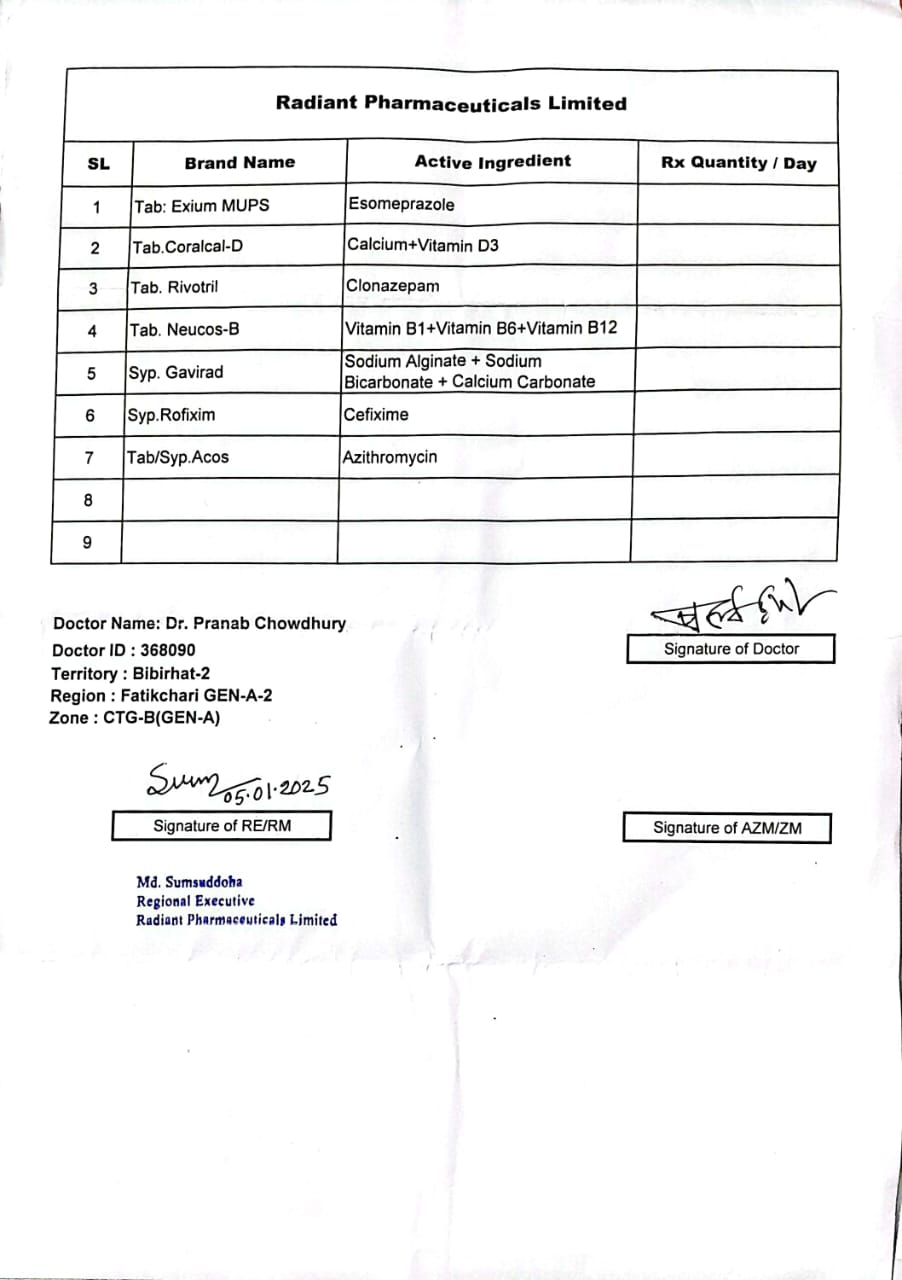 Radiant Pharmaceuticals Limited
SL Brand Name Active Ingredient Rx Quantity / Day
1 Tab: Exium MUPS Esomeprazole
2 Tab.Coralcal-D Calcium+Vitamin D3
3 Tab. Rivotril Clonazepam
4 Tab. Neucos-B Vitamin B1+Vitamin B6+Vitamin B12
5 Syp. Gavirad Sodium Alginate + Sodium
Bicarbonate + Calcium Carbonate
6 Syp.Rofixim Cefixime
7 Tab/Syp.Acos Azithromycin
8
9
Doctor Name: Dr. Pranab Chowdhury
Doctor ID : 368090
Territory : Bibirhat-2
Region : Fatikchari GEN-A-2
Zone : CTG-B(GEN-A)
Signature of Doctor
05.01.2025
Signature of RE/RM
Signature of AZM/ZM
Md. Sumsuddoha
Regional Executive
Radiant Pharmaceuticals Limited